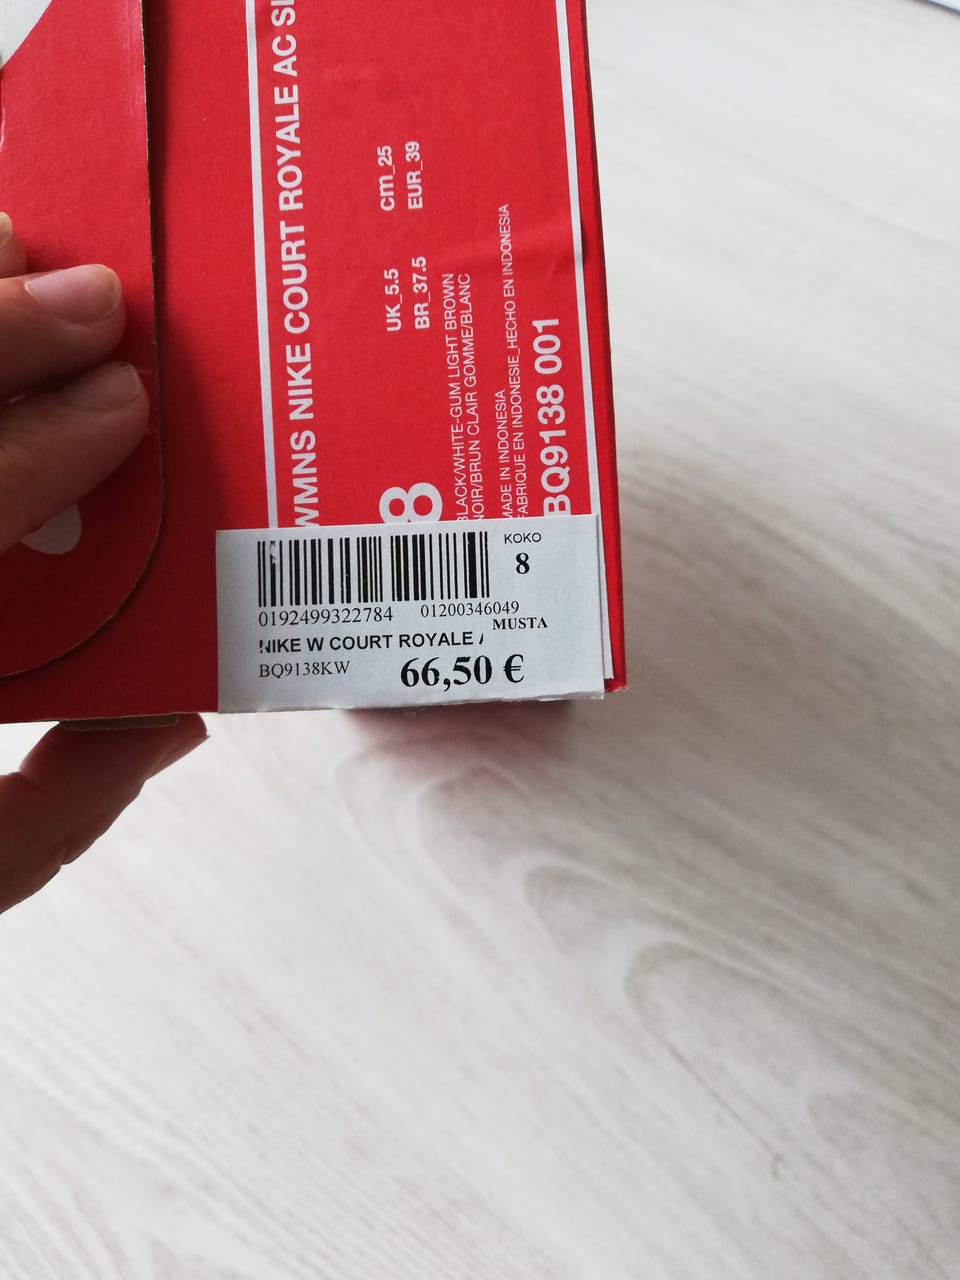 WMNS NIKE COURT ROYALE AC
8
UK_5.5 cm_25
BR_37.5 EUR_39
BLACK/WHITE-GUM LIGHT BROWN
NOIR/BRUN CLAIR GOMME/BLANC
MADE IN INDONESIA
FABRIQUE EN INDONESIE_HECHO EN INDONESIA
BQ9138 001
KOKO
8
0192499322784 01200346049
MUSTA
NIKE W COURT ROYALE /
BQ9138KW 66,50 €